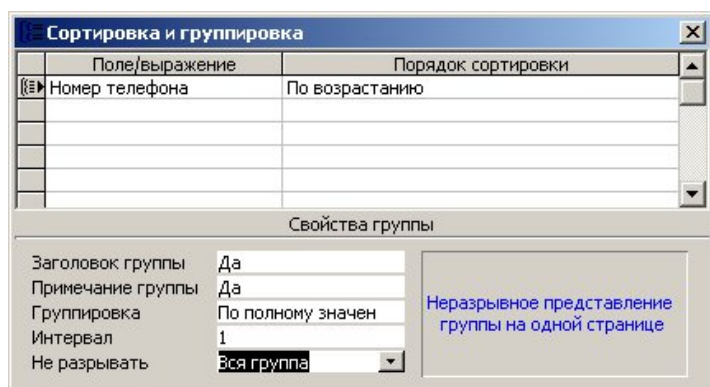 Сортировка и группировка
Поле/выражение Порядок сортировки
Номер телефона По возрастанию
Свойства группы
Заголовок группы Да
Примечание группы Да
Группировка По полному значен
Интервал 1
Не разрывать Вся группа
Неразрывное представление
группы на одной странице